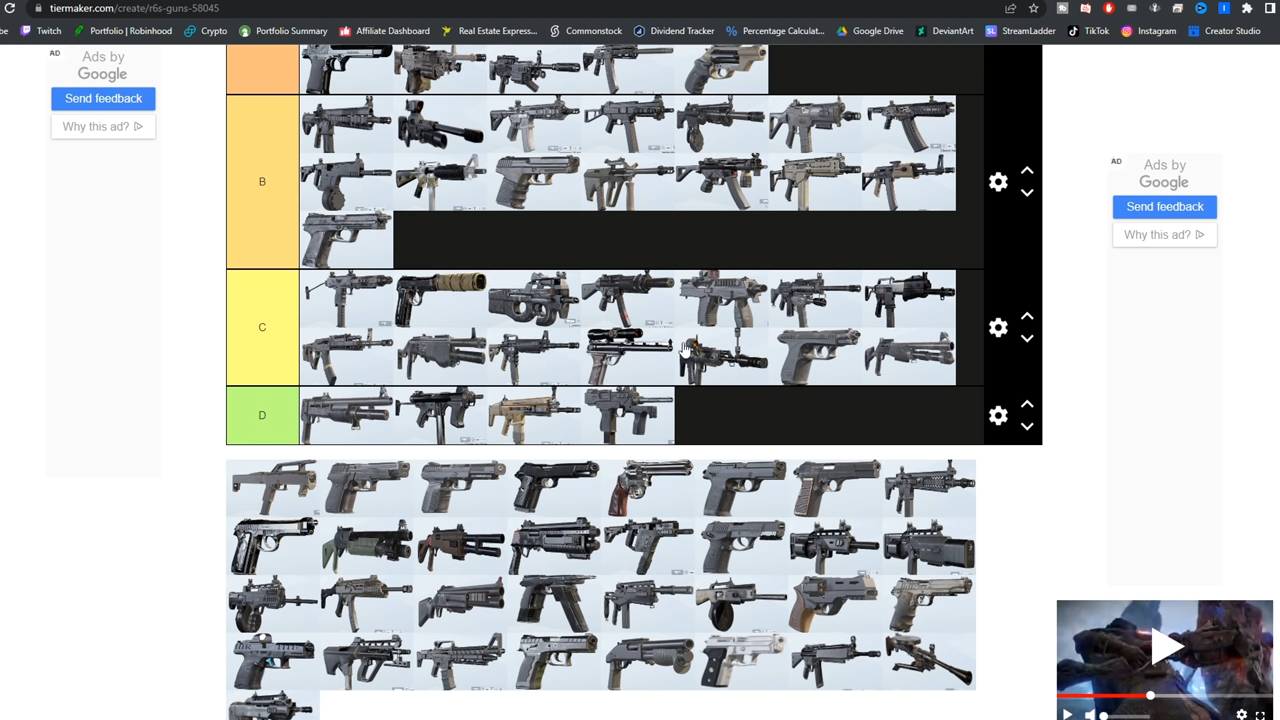 tiermaker.com/create/r6s-guns-58045
be
Twitch
Portfolio | Robinhood
Crypto
Portfolio Summary
Affiliate Dashboard
Real Estate Express...
Commonstock
Dividend Tracker
Percentage Calculat...
Google Drive
DeviantArt
StreamLadder
TikTok
Instagram
Creator Studio
AD
Ads by
Google
Send feedback
Why this ad?
B
C
D
AD
Ads by
Google
Send feedback
Why this ad?